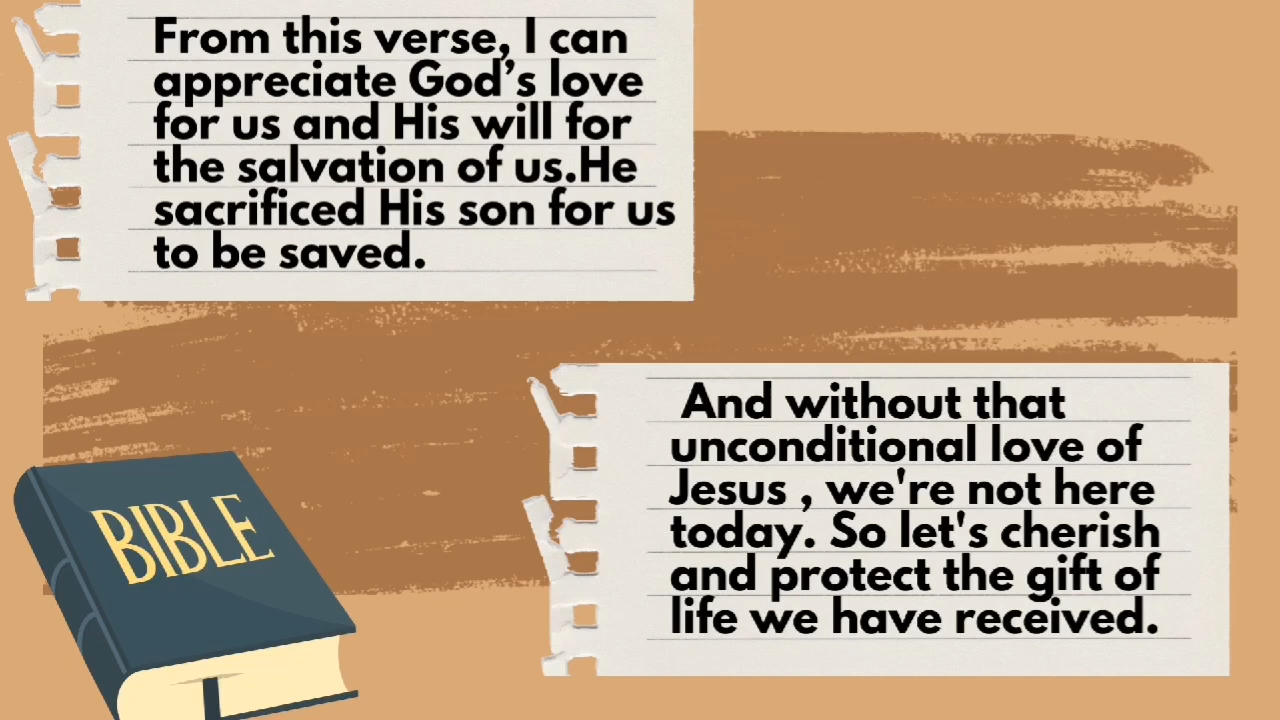 From this verse, I can
appreciate God’s love
for us and His will for
the salvation of us.He
sacrificed His son for us
to be saved.
And without that
unconditional love of
Jesus , we're not here
today. So let's cherish
and protect the gift of
life we have received.
BIBLE